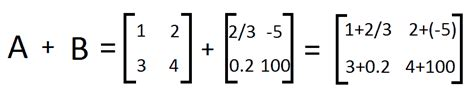 A + B = [1 2 + [2/3 -5 = [1+2/3 2+(-5)
3 4] 0.2 100] 3+0.2 4+100]